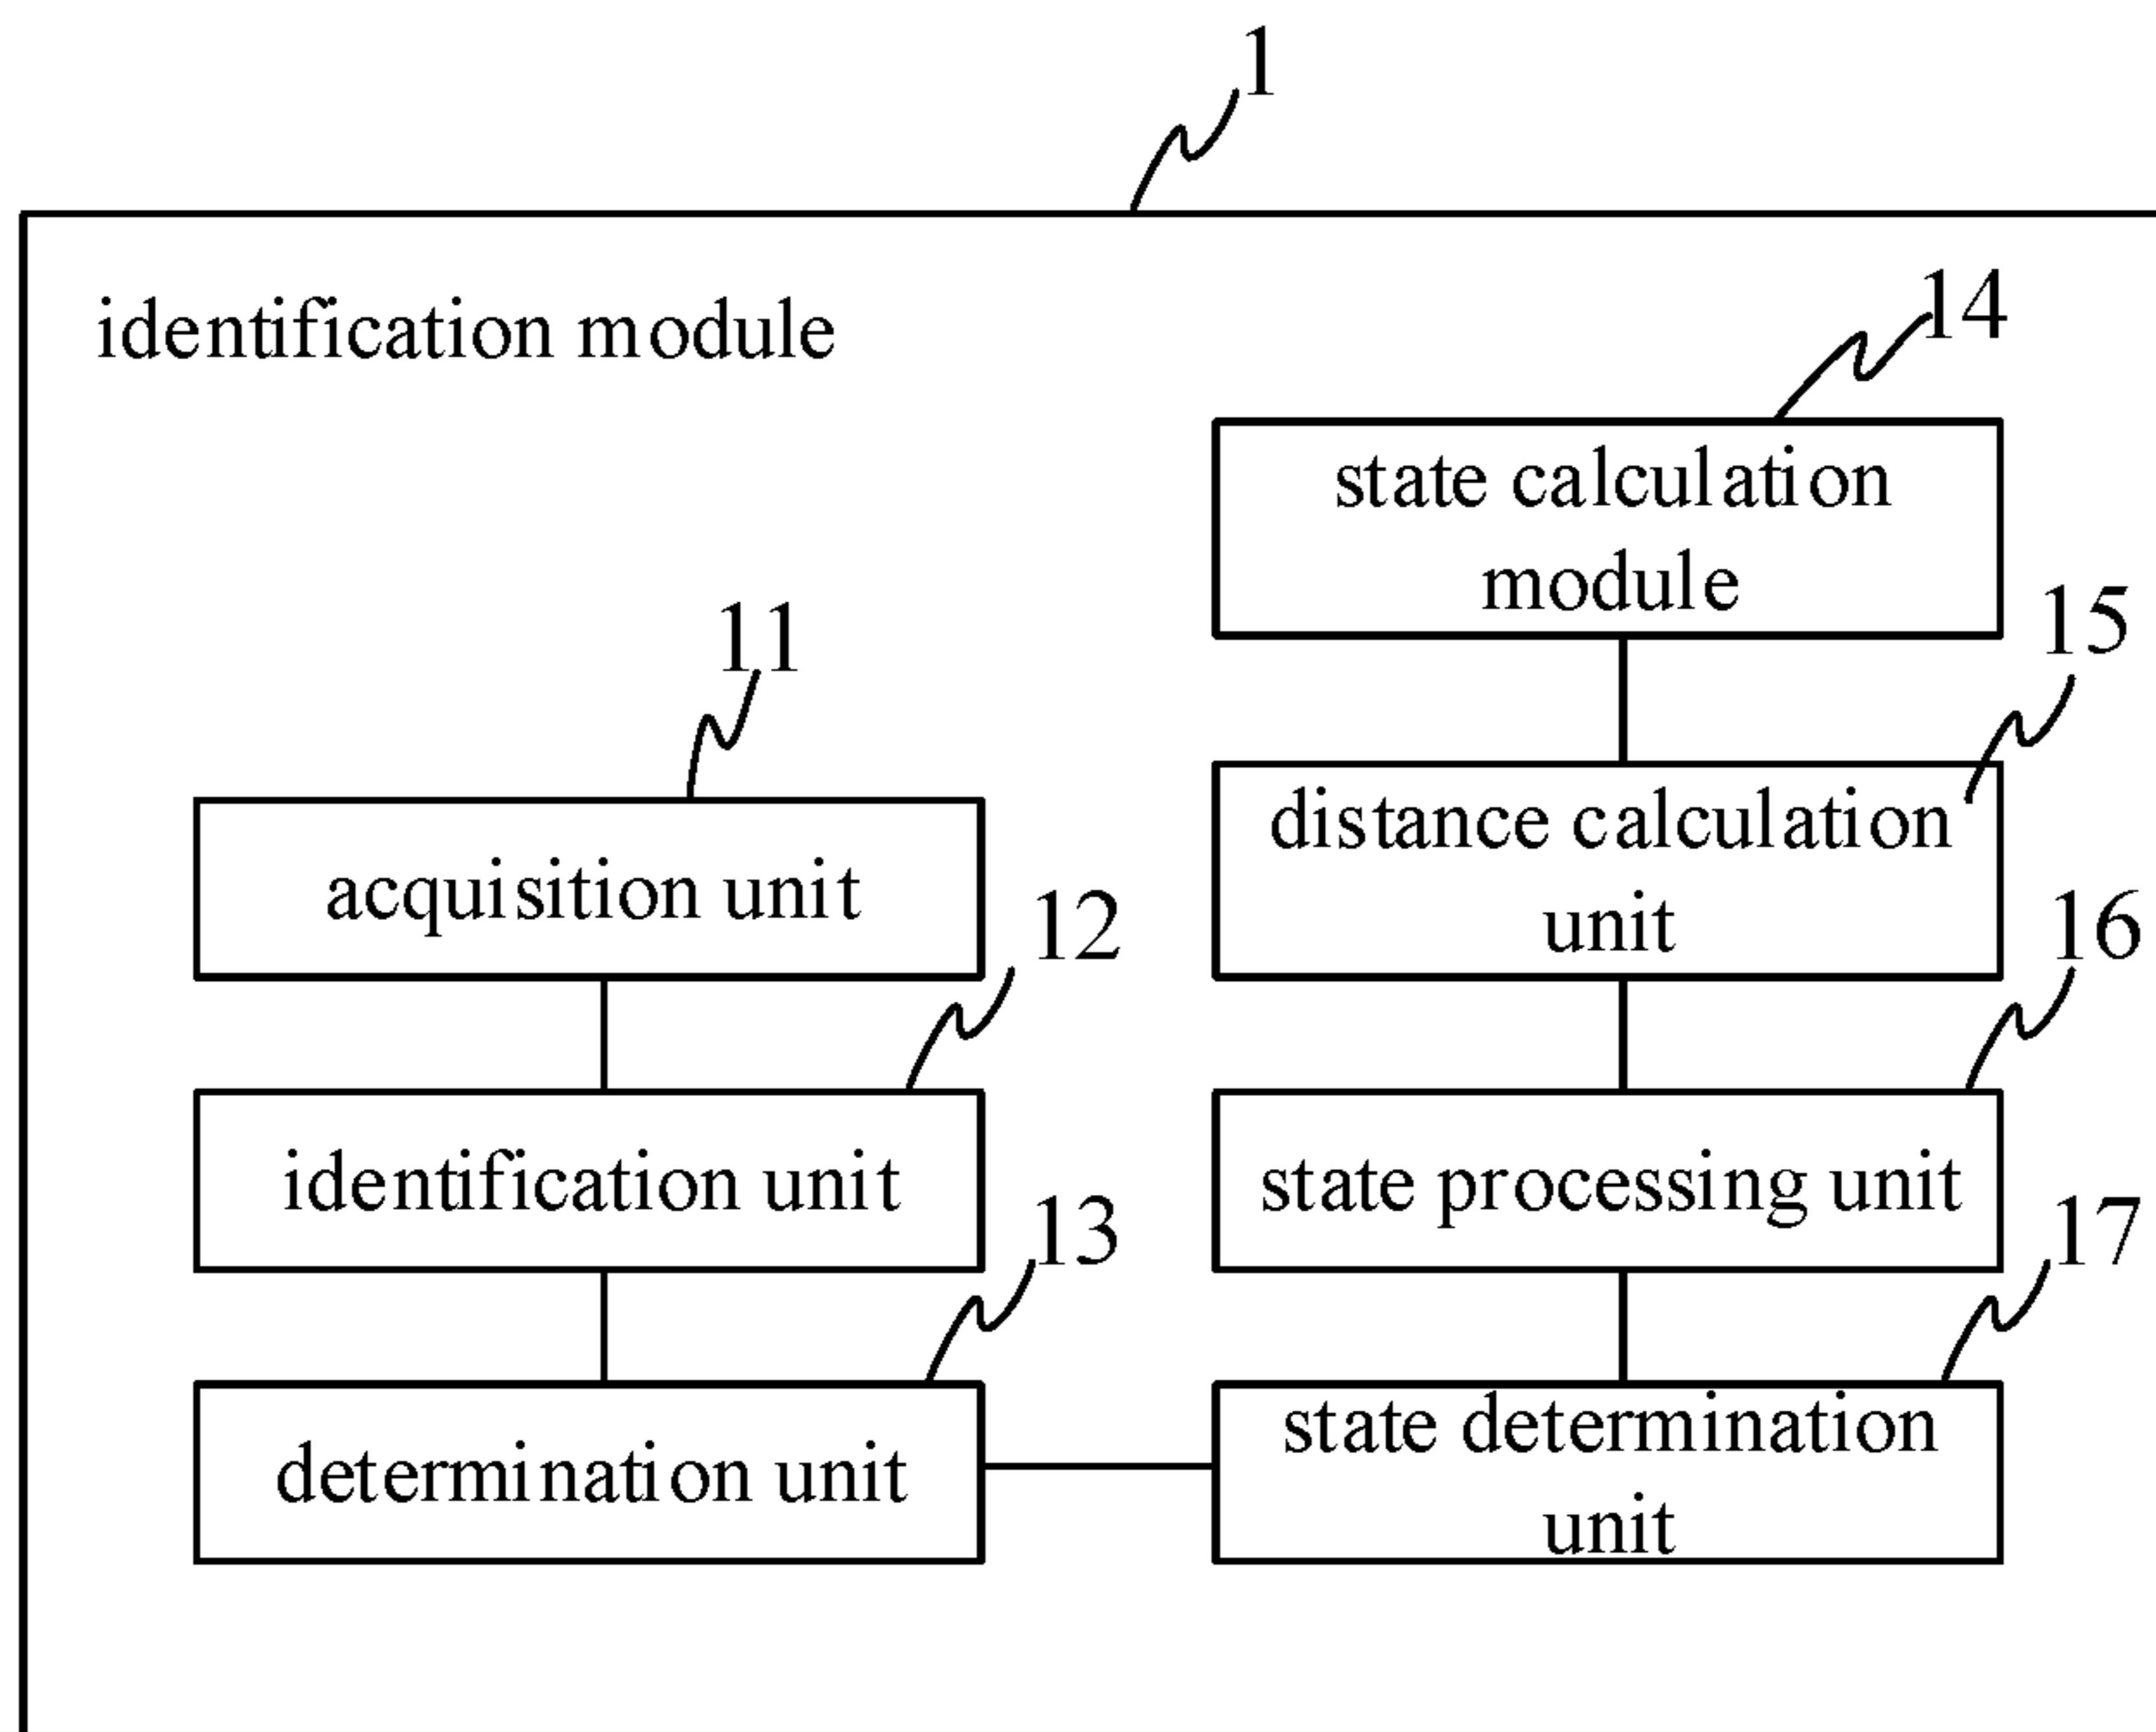 1
identification module
14
state calculation
module
15
distance calculation
unit
11
acquisition unit
12
identification unit
16
state processing unit
13
determination unit
17
state determination
unit